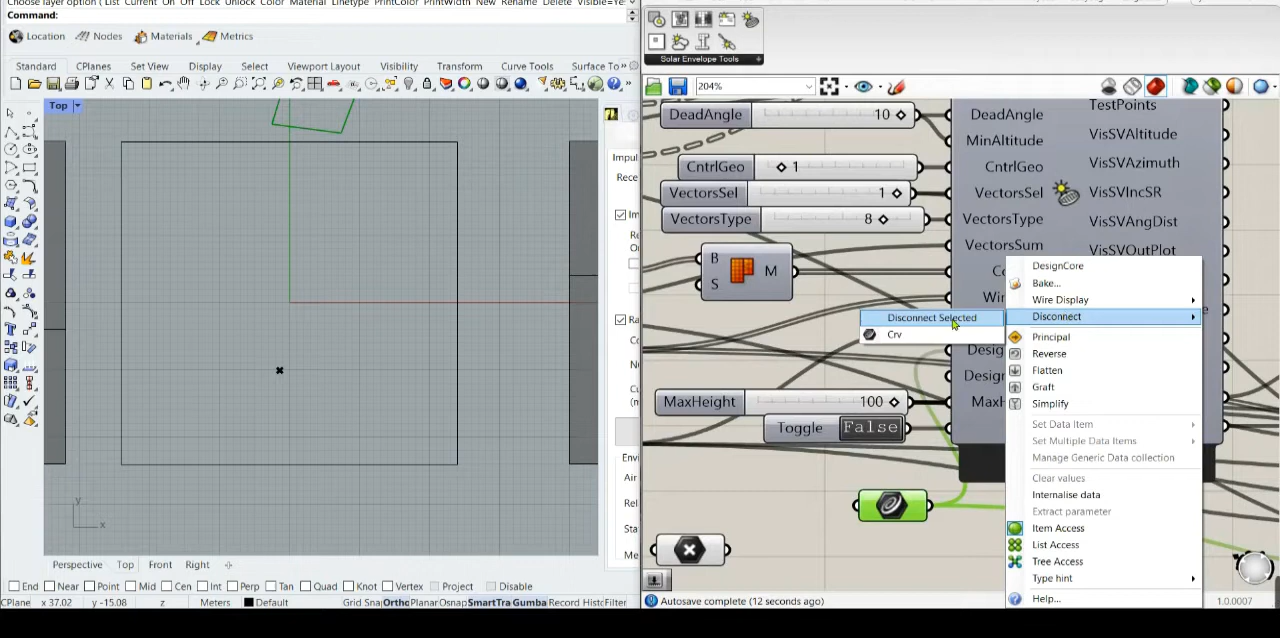 Choose layer option ( List Current On Off Lock Unlock Color Material Linetype PrintColor PrintWidth New Rename Delete Visible=Ye
Command:
Location Nodes Materials Metrics
Standard CPlanes Set View Display Select Viewport Layout Visibility Transform Curve Tools Surface To
Top
Solar Envelope Tools
204%
Impuls
Rece
Im
R
O
Ra
C
N
C
(m
Envi
Air
Rel
Sta
Me
DeadAngle 10
CntrlGeo 1
VectorsSel 1
VectorsType 8
B
S
M
MaxHeight 100
Toggle False
DeadAngle
MinAltitude
CntrlGeo
VectorsSel
VectorsType
VectorsSum
Co
Win
Desig
Desig
MaxH
TestPoints
VisSVAltitude
VisSVAzimuth
VisSVIncSR
VisSVAngDist
VisSVOutPlot
e
Disconnect Selected
Crv
DesignCore
Bake...
Wire Display
Disconnect
Principal
Reverse
Flatten
Graft
Simplify
Set Data Item
Set Multiple Data Items
Manage Generic Data collection
Clear values
Internalise data
Extract parameter
Item Access
List Access
Tree Access
Type hint
Help...
y
x
Perspective Top Front Right
End Near Point Mid Cen Int Perp Tan Quad Knot Vertex Project Disable
CPlane x 37.02 y -15.08 z Meters Default Grid Sna Ortho Planar Osnap SmartTra Gumba Record Histo Filter
Autosave complete (12 seconds ago)
1.0.0007